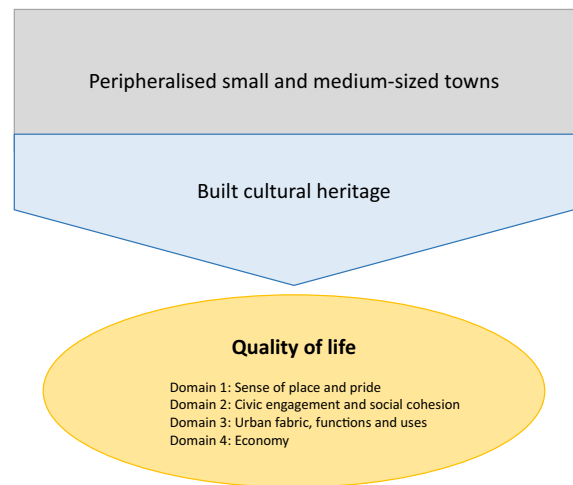 Peripheralised small and medium-sized towns
Built cultural heritage
Quality of life
Domain 1: Sense of place and pride
Domain 2: Civic engagement and social cohesion
Domain 3: Urban fabric, functions and uses
Domain 4: Economy